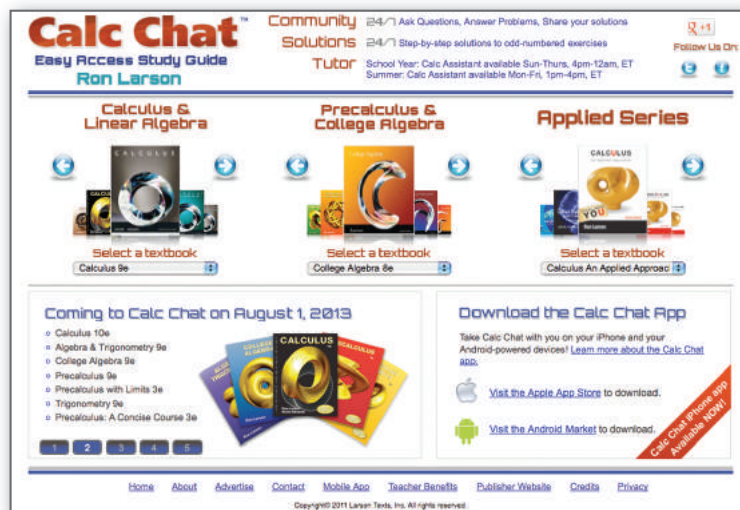 Calc Chat™
Easy Access Study Guide
Ron Larson
Community 24/7 Ask Questions, Answer Problems, Share your solutions
Solutions 24/7 Step-by-step solutions to odd-numbered exercises
Tutor School Year: Calc Assistant available Sun-Thurs, 4pm-12am, ET
Summer: Calc Assistant available Mon-Fri, 1pm-4pm, ET
+1
Follow Us On:
Calculus &
Linear Algebra
CALCULUS
Select a textbook
Calculus 9e
Precalculus &
College Algebra
College Algebra
Select a textbook
College Algebra 8e
Applied Series
CALCULUS
YOU
Ron Larson
Select a textbook
Calculus An Applied Approac
Coming to Calc Chat on August 1, 2013
Calculus 10e
Algebra & Trigonometry 9e
College Algebra 9e
Precalculus 9e
Precalculus with Limits 3e
Trigonometry 9e
Precalculus: A Concise Course 3e
CALCULUS
1 2 3 4 5
Download the Calc Chat App
Take Calc Chat with you on your iPhone and your
Android-powered devices! Learn more about the Calc Chat
app.
Visit the Apple App Store to download.
Visit the Android Market to download.
Calc Chat iPhone app
Available NOW!
Home About Advertise Contact Mobile App Teacher Benefits Publisher Website Credits Privacy
Copyright© 2011 Larson Texts, Inc. All rights reserved.